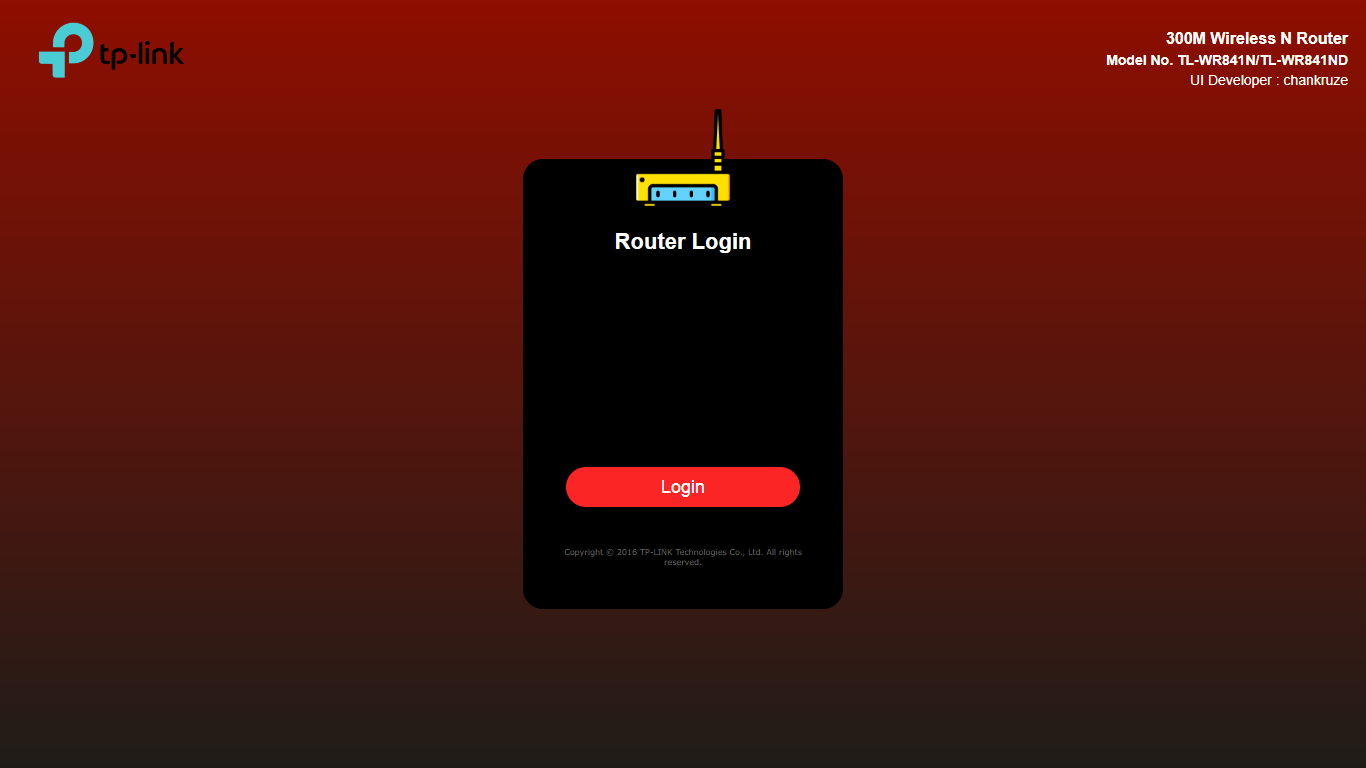 tp-link
300M Wireless N Router
Model No. TL-WR841N/TL-WR841ND
UI Developer : chankruze
Router Login
Login
Copyright © 2016 TP-LINK Technologies Co., Ltd. All rights
reserved.